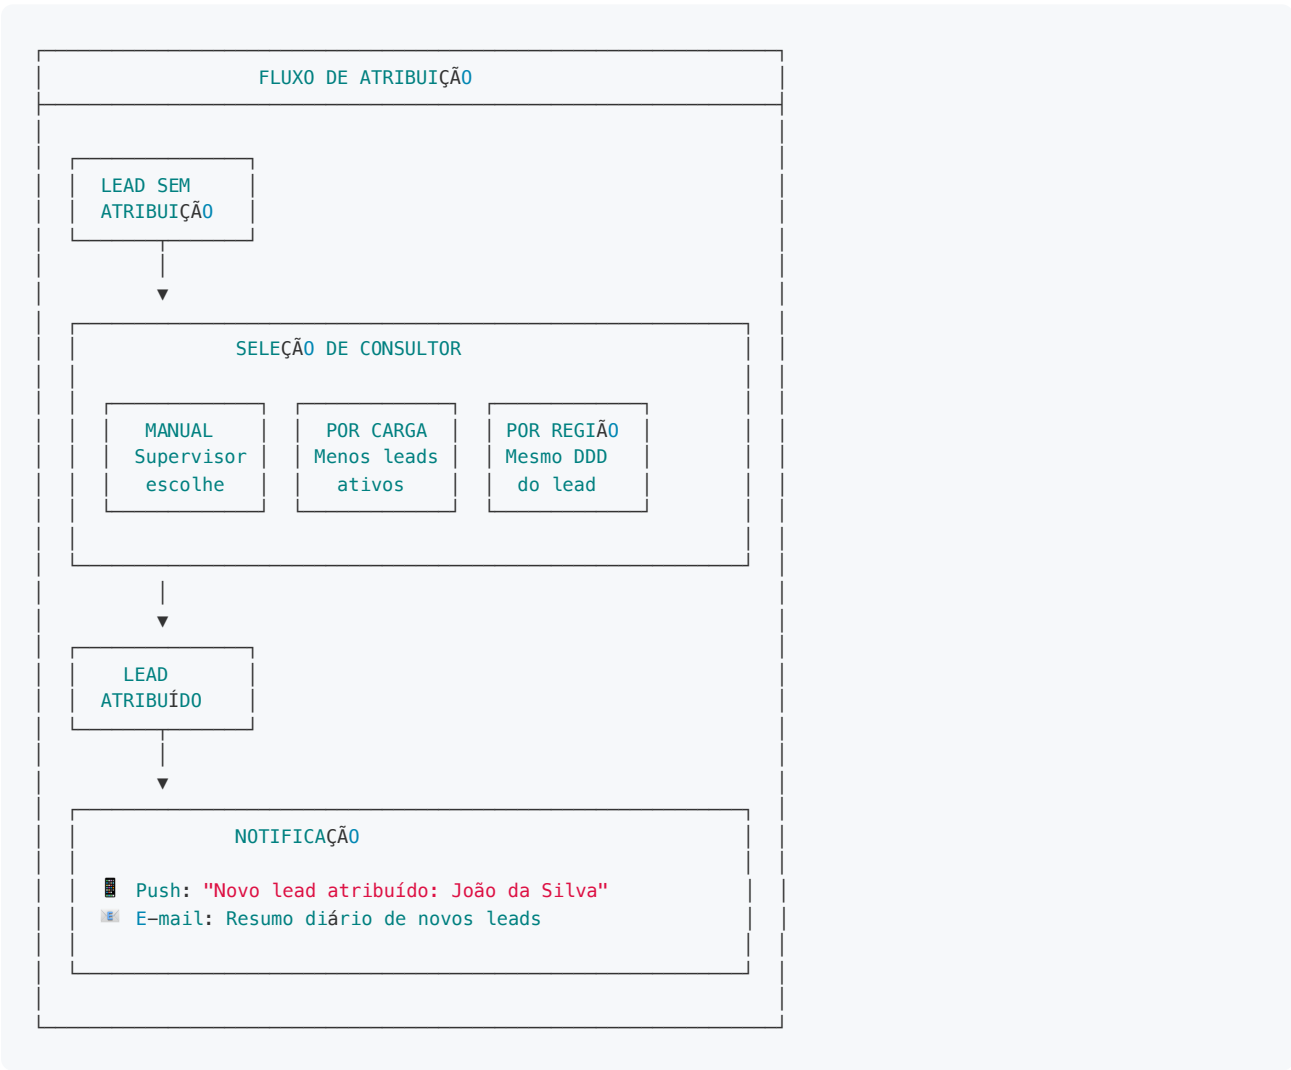 FLUXO DE ATRIBUIÇÃO
LEAD SEM
ATRIBUIÇÃO
SELEÇÃO DE CONSULTOR
MANUAL
Supervisor
escolhe
POR CARGA
Menos leads
ativos
POR REGIÃO
Mesmo DDD
do lead
LEAD
ATRIBUÍDO
NOTIFICAÇÃO
📱 Push: "Novo lead atribuído: João da Silva"
📧 E-mail: Resumo diário de novos leads